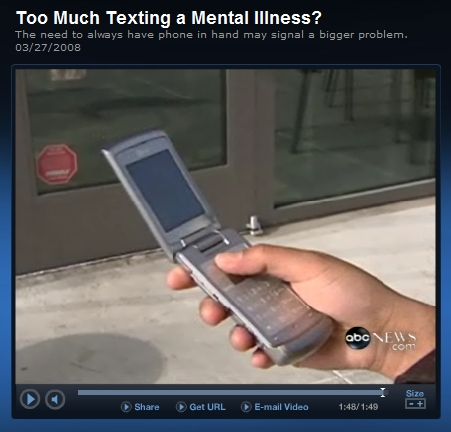 Too Much Texting a Mental Illness?
The need to always have phone in hand may signal a bigger problem.
03/27/2008
abc NEWS
.com
Size
Share
Get URL
E-mail Video
1:48/1:49